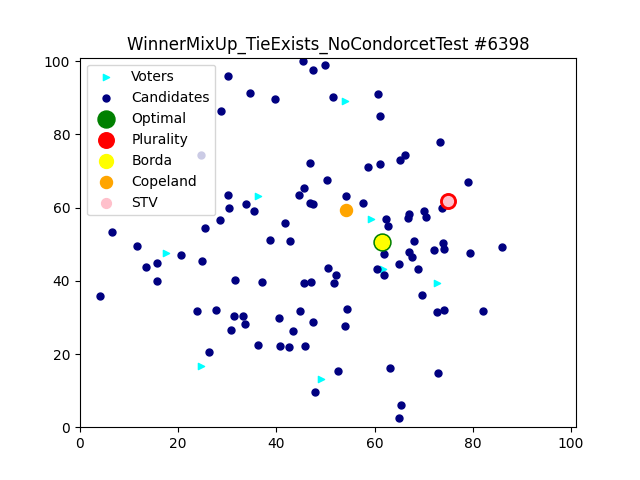 WinnerMixUp_TieExists_NoCondorcetTest #6398
Voters
Candidates
Optimal
Plurality
Borda
Copeland
STV
100
80
60
40
20
0
0 20 40 60 80 100